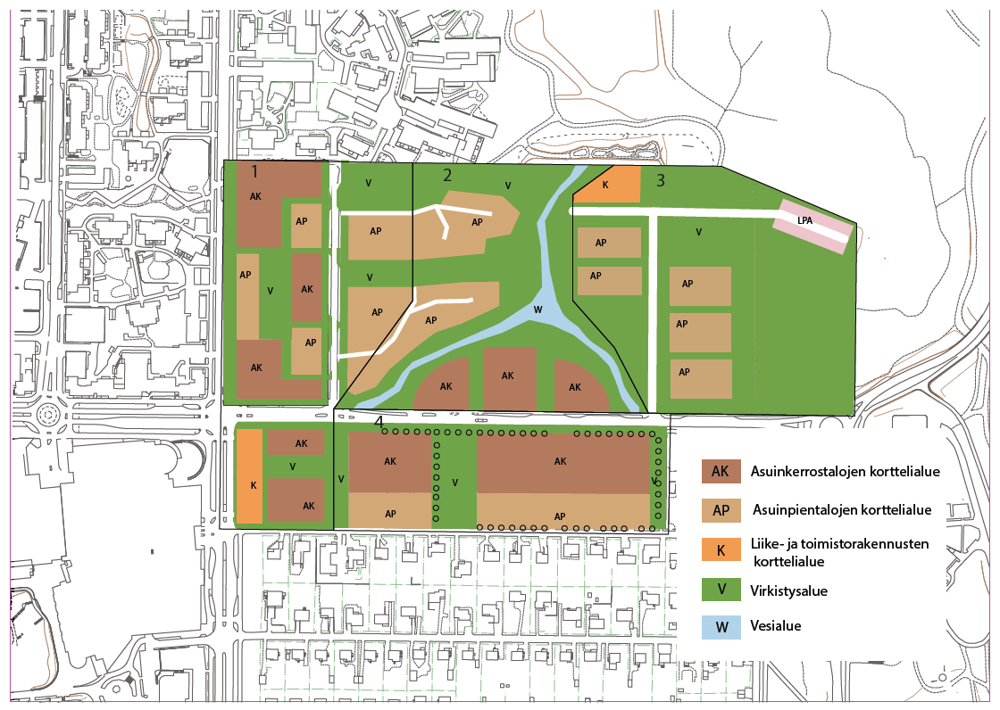 1
2
3
V
V
K
AK
AP
AP
AP
LPA
V
AP
AP
V
AP
V
AK
AP
AP
AP
W
AP
AP
AK
AP
AK
AK
AK
AP
4
AK
V
K
AK
V
V
AP
AK
V
AP
AK
V
AK Asuinkerrostalojen korttelialue
AP Asuinpientalojen korttelialue
K Liike- ja toimistorakennusten
korttelialue
V Virkistysalue
W Vesialue